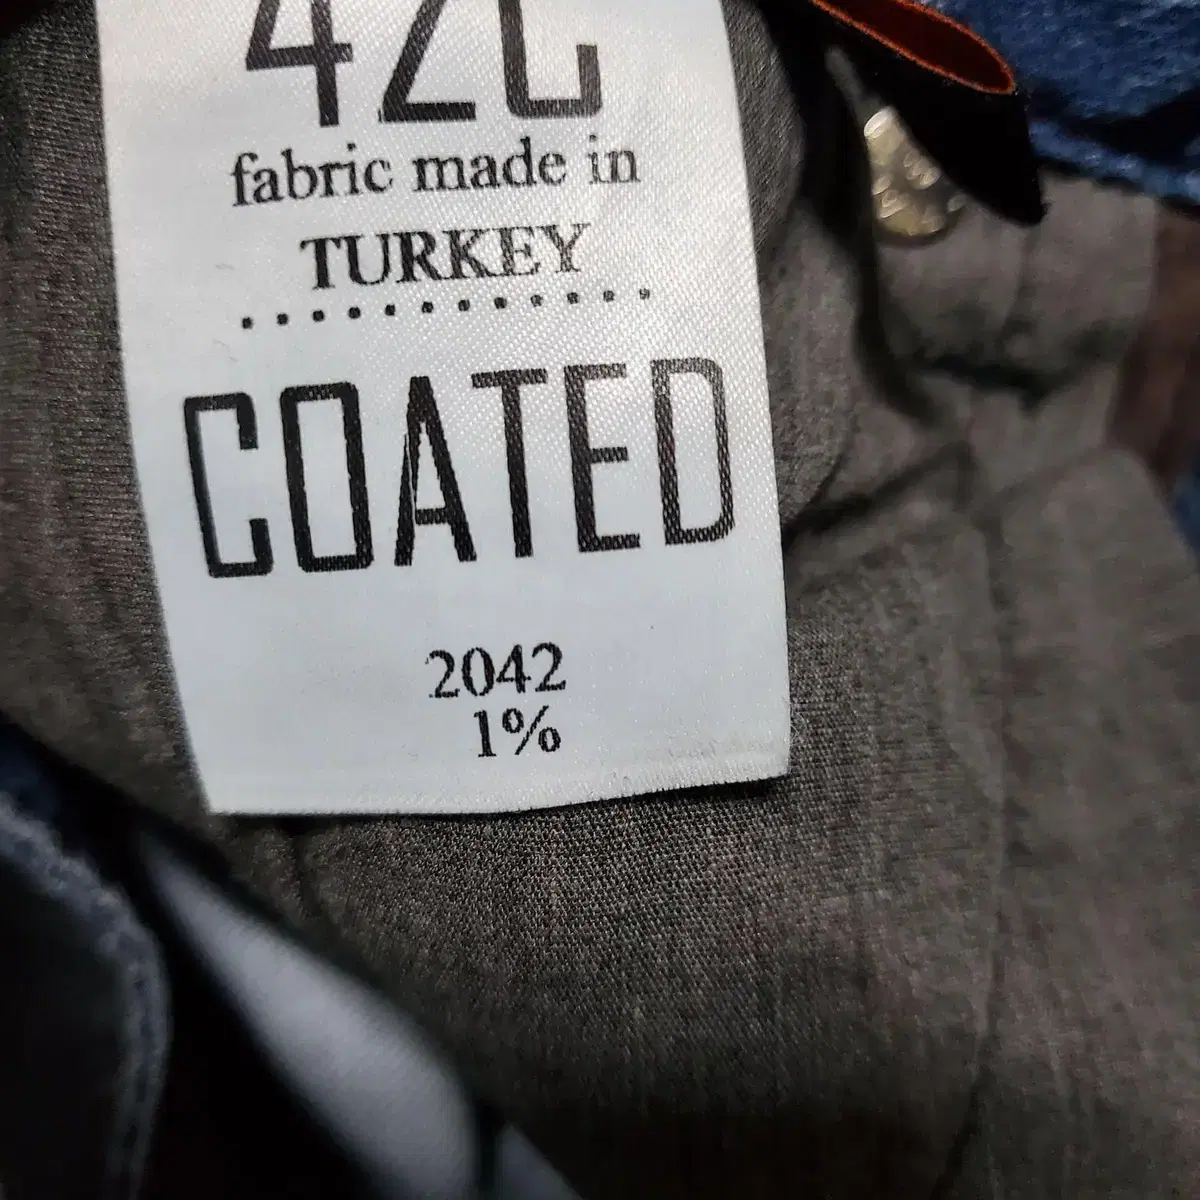 fabric made in
TURKEY
COATED
2042
1%